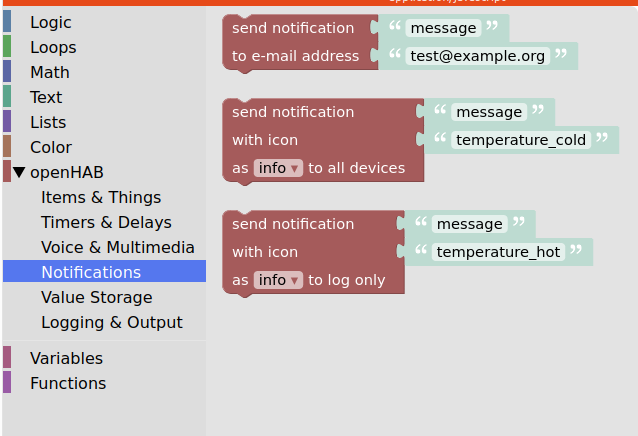 Logic
Loops
Math
Text
Lists
Color
openHAB
Items & Things
Timers & Delays
Voice & Multimedia
Notifications
Value Storage
Logging & Output
Variables
Functions
send notification “ message ”
to e-mail address “ test@example.org ”
send notification “ message ”
with icon “ temperature_cold ”
as info ▾ to all devices
send notification “ message ”
with icon “ temperature_hot ”
as info ▾ to log only